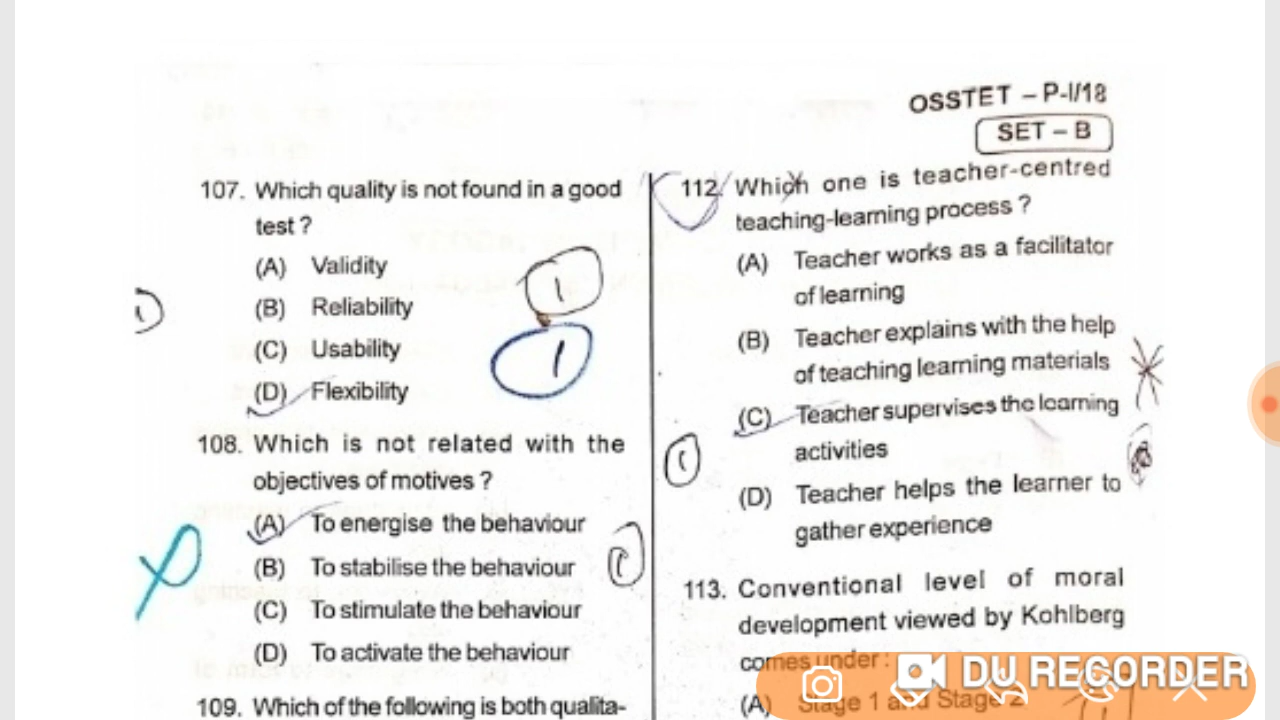 OSSTET – P-I/18
SET – B
107. Which quality is not found in a good
test ?
(A) Validity
(B) Reliability
(C) Usability
(D) Flexibility
108. Which is not related with the
objectives of motives ?
(A) To energise the behaviour
(B) To stabilise the behaviour
(C) To stimulate the behaviour
(D) To activate the behaviour
109. Which of the following is both qualita-
112. Which one is teacher-centred
teaching-learning process ?
(A) Teacher works as a facilitator
of learning
(B) Teacher explains with the help
of teaching learning materials
(C) Teacher supervises the learning
activities
(D) Teacher helps the learner to
gather experience
113. Conventional level of moral
development viewed by Kohlberg
comes under :
(A) Stage 1 and Stage 2
DU RECORDER
1
1